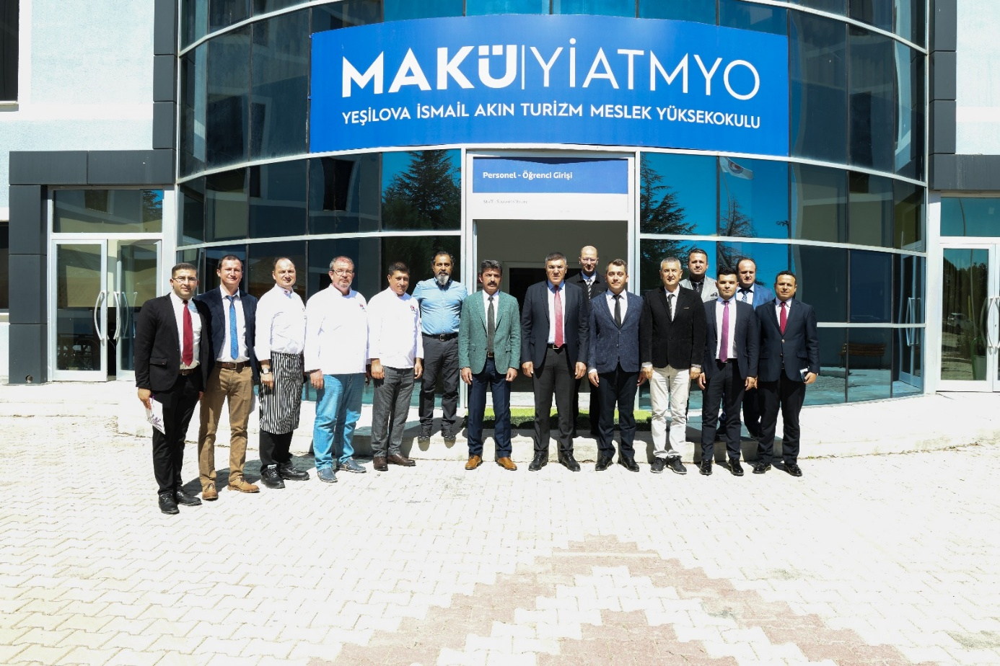 MAKÜ|YİATMYO
YEŞİLOVA İSMAİL AKIN TURİZM MESLEK YÜKSEKOKULU
Personel - Öğrenci Girişi